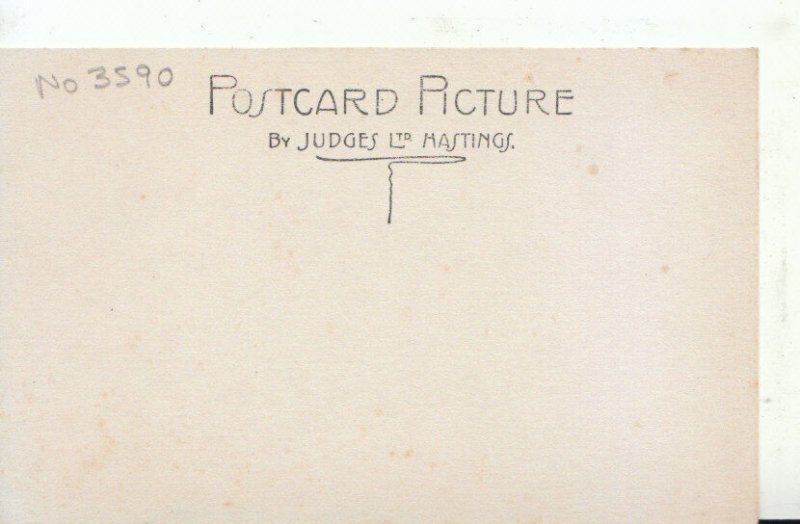 No 3590
POSTCARD PICTURE
BY JUDGES LTD HASTINGS.